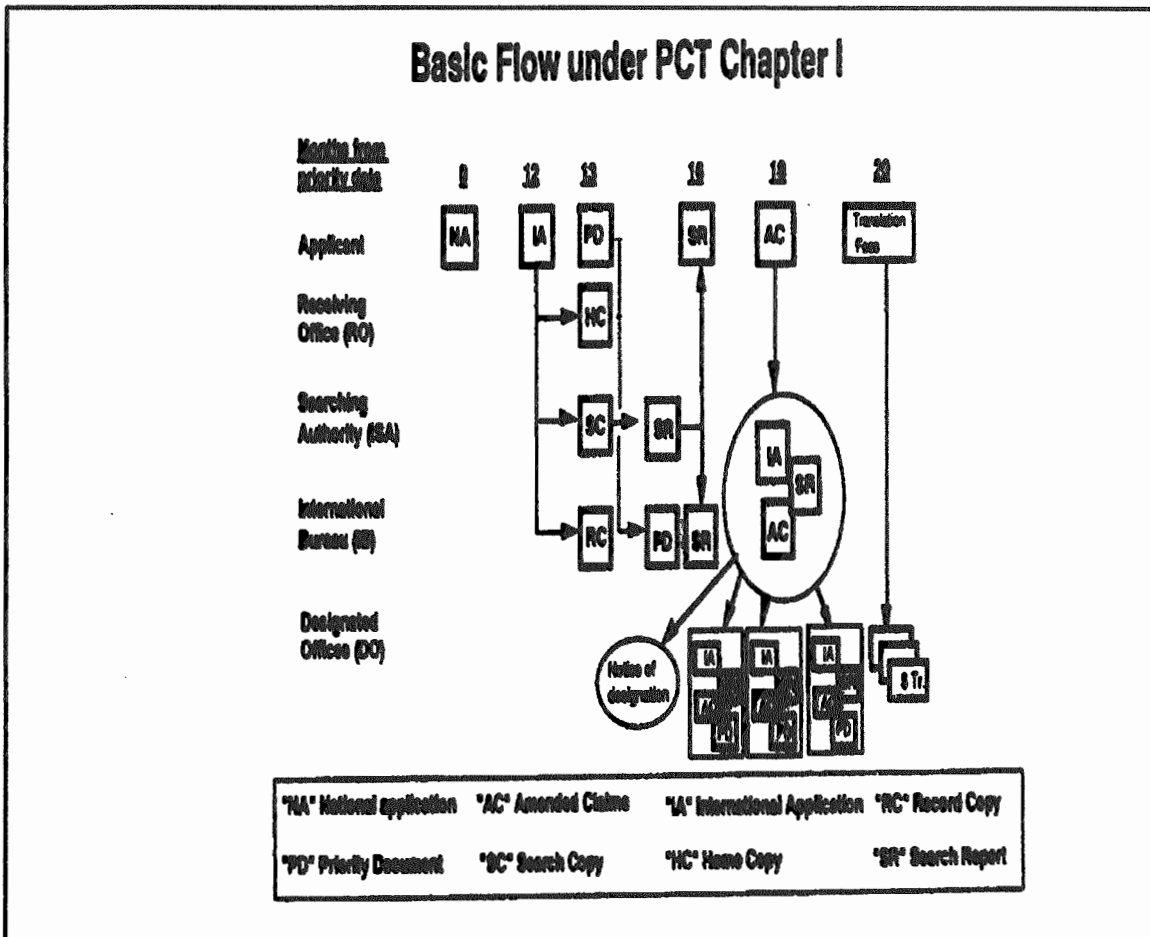 Basic Flow under PCT Chapter I
Months from
priority date
12
20
Applicant
NA
IA
PD
SR
AC
Translation
Fees
Receiving
Office (RO)
HC
Searching
Authority (ISA)
SC
SR
IA
SR
AC
International
Bureau (IB)
RC
PD
SR
Designated
Offices (DO)
Notice of
designation
IA
IA
IA
AC
AC
PD
PD
$ Tr.
"NA" National application "AC" Amended Claims "IA" International Application "RC" Record Copy
"PD" Priority Document "SC" Search Copy "HC" Home Copy "SR" Search Report